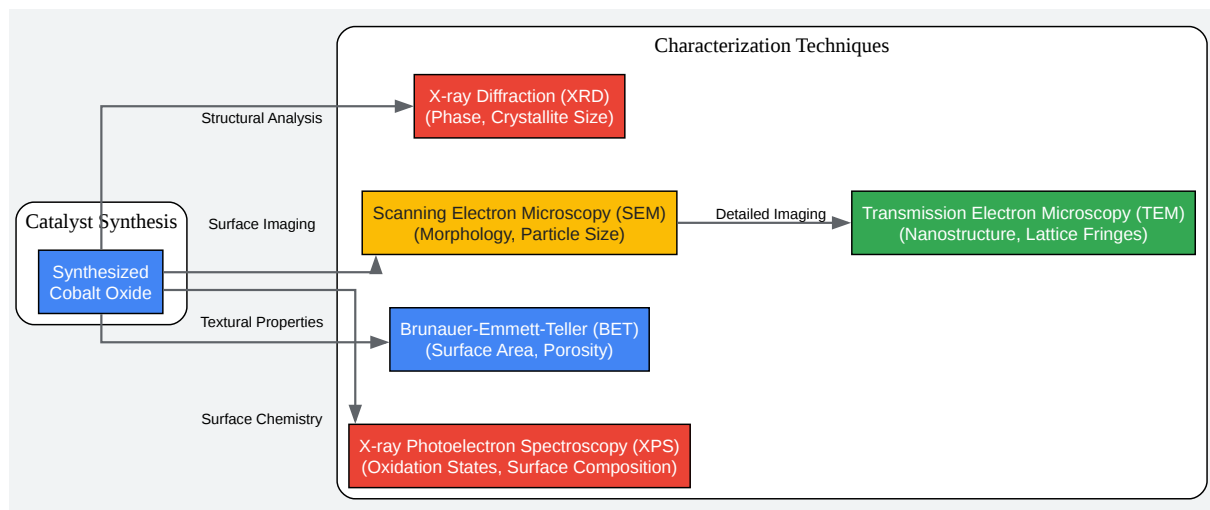 Characterization Techniques
X-ray Diffraction (XRD)
(Phase, Crystallite Size)
Structural Analysis
Catalyst Synthesis
Synthesized
Cobalt Oxide
Surface Imaging
Scanning Electron Microscopy (SEM)
(Morphology, Particle Size)
Detailed Imaging
Transmission Electron Microscopy (TEM)
(Nanostructure, Lattice Fringes)
Textural Properties
Brunauer-Emmett-Teller (BET)
(Surface Area, Porosity)
Surface Chemistry
X-ray Photoelectron Spectroscopy (XPS)
(Oxidation States, Surface Composition)